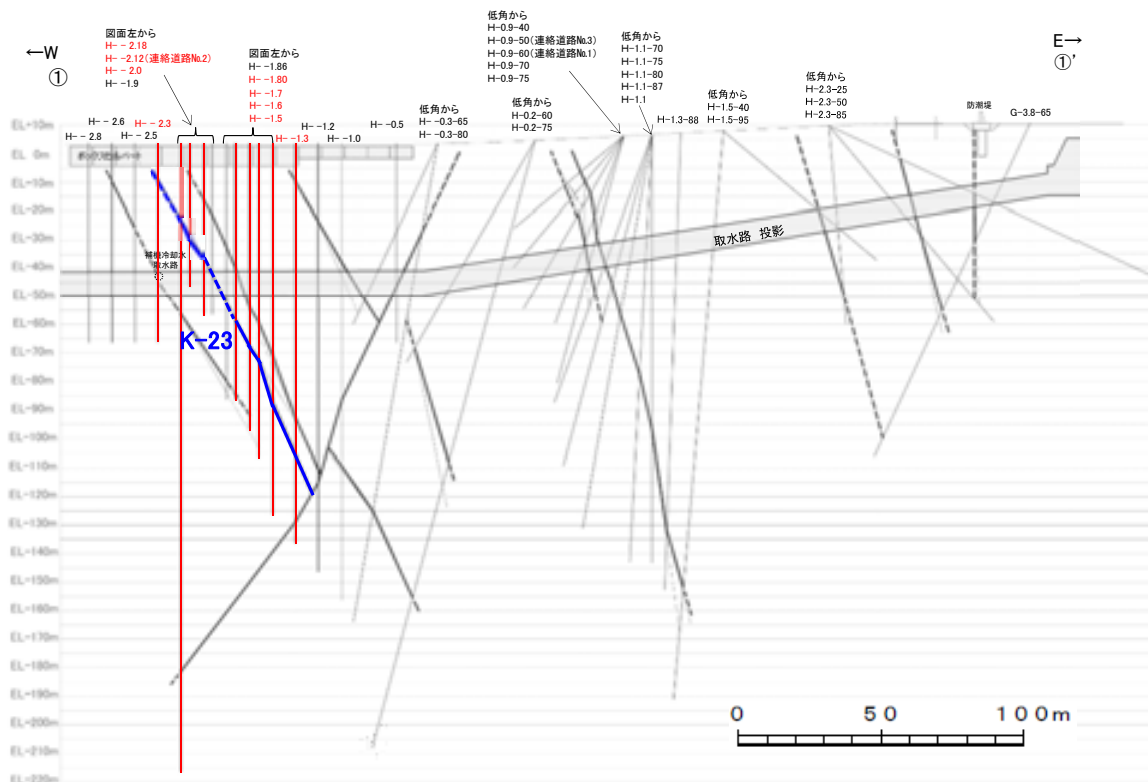 ←W
①
図面左から
H- - 2.18
H- -2.12(連絡道路№2)
H- - 2.0
H- -1.9
図面左から
H- -1.86
H- -1.80
H- -1.7
H- -1.6
H- -1.5
低角から
H-0.9-40
H-0.9-50(連絡道路№3)
H-0.9-60(連絡道路№1)
H-0.9-70
H-0.9-75
低角から
H-1.1-70
H-1.1-75
H-1.1-80
H-1.1-87
H-1.1
低角から
H-1.5-40
H-1.5-95
低角から
H-2.3-25
H-2.3-50
H-2.3-85
E→
①'
防潮堤
G-3.8-65
H- - 2.6
H- -2.3
H- - 2.8
H- - 2.5
H- -1.3
H- -1.2
H- -1.0
H- -0.5
低角から
H- -0.3-65
H- -0.3-80
低角から
H-0.2-60
H-0.2-75
H-1.3-88
EL+10m
EL 0m
EL-10m
EL-20m
EL-30m
EL-40m
EL-50m
EL-60m
EL-70m
EL-80m
EL-90m
EL-100m
EL-110m
EL-120m
EL-130m
EL-140m
EL-150m
EL-160m
EL-170m
EL-180m
EL-190m
EL-200m
EL-210m
EL-220m
補機冷却水
取水路
取水路 投影
K-23
0 50 100m